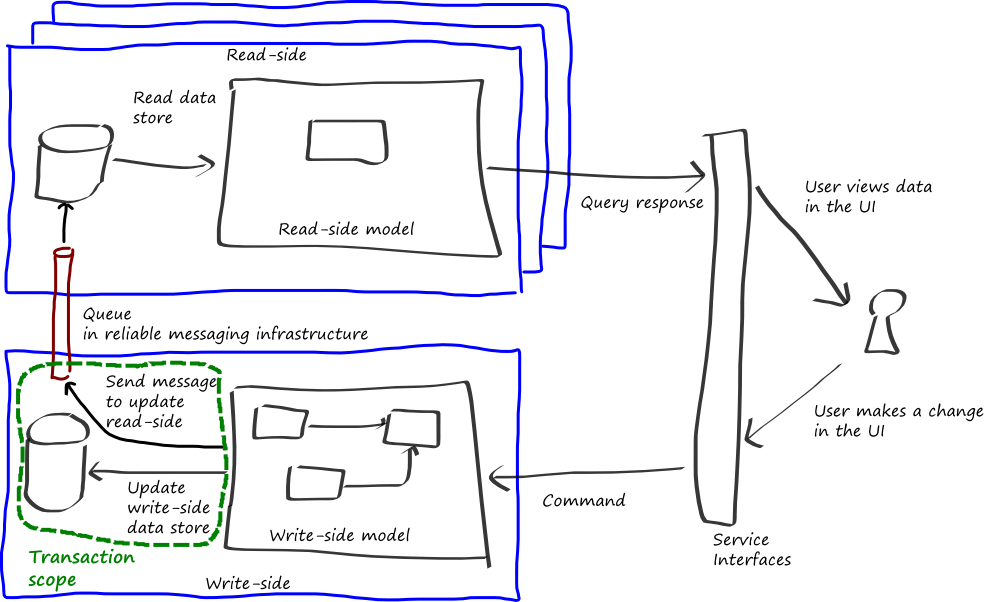 Read-side
Read data
store
Read-side model
Query response
User views data
in the UI
Queue
in reliable messaging infrastructure
Send message
to update
read-side
Update
write-side
data store
Write-side model
Command
User makes a change
in the UI
Service
Interfaces
Transaction
scope
Write-side